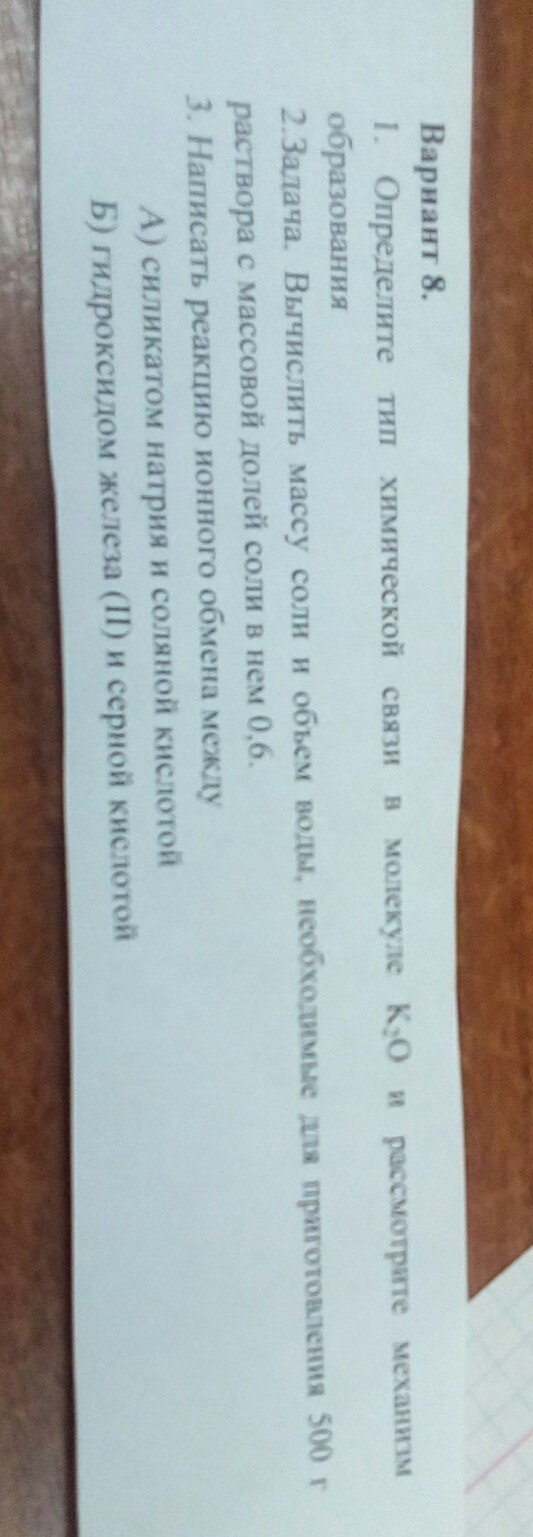 Вариант 8.
1. Определите тип химической связи в молекуле K₂O и рассмотрите механизм
образования
2.Задача. Вычислить массу соли и объем воды, необходимые для приготовления 500 г
раствора с массовой долей соли в нем 0,6.
3. Написать реакцию ионного обмена между
А) силикатом натрия и соляной кислотой
Б) гидроксидом железа (II) и серной кислотой